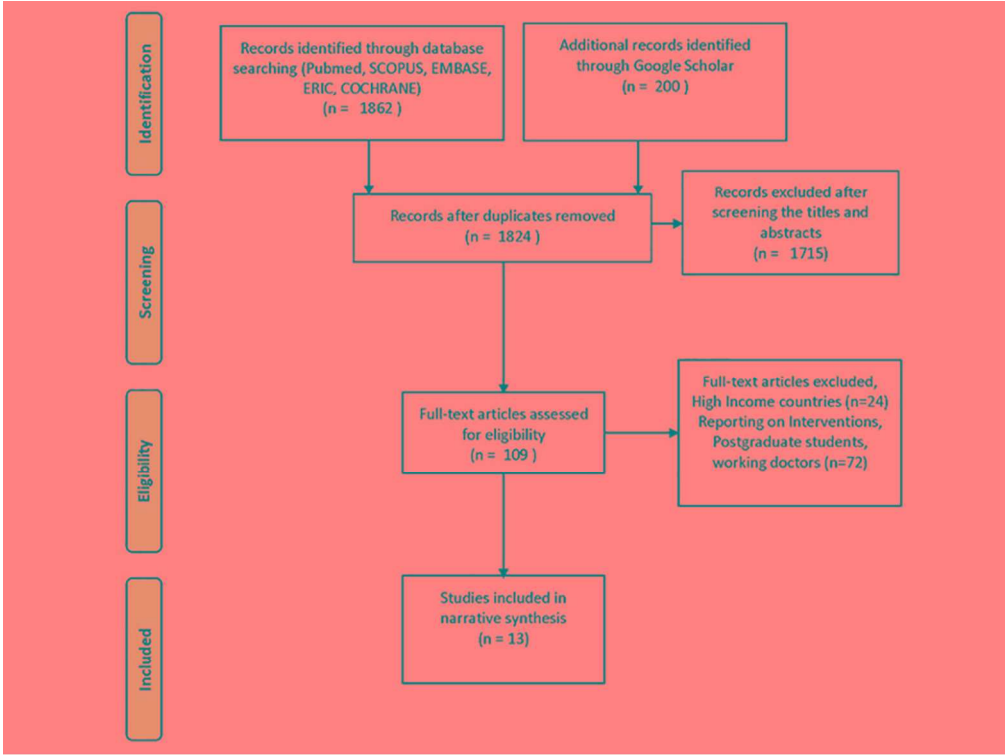 Identification
Records identified through database
searching (Pubmed, SCOPUS, EMBASE,
ERIC, COCHRANE)
(n = 1862 )
Additional records identified
through Google Scholar
(n = 200 )
Screening
Records after duplicates removed
(n = 1824 )
Records excluded after
screening the titles and
abstracts
(n = 1715)
Eligibility
Full-text articles assessed
for eligibility
(n = 109 )
Full-text articles excluded,
High Income countries (n=24)
Reporting on Interventions,
Postgraduate students,
working doctors (n=72)
Included
Studies included in
narrative synthesis
(n = 13)